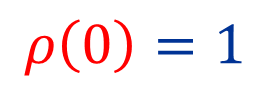 ρ(0) = 1